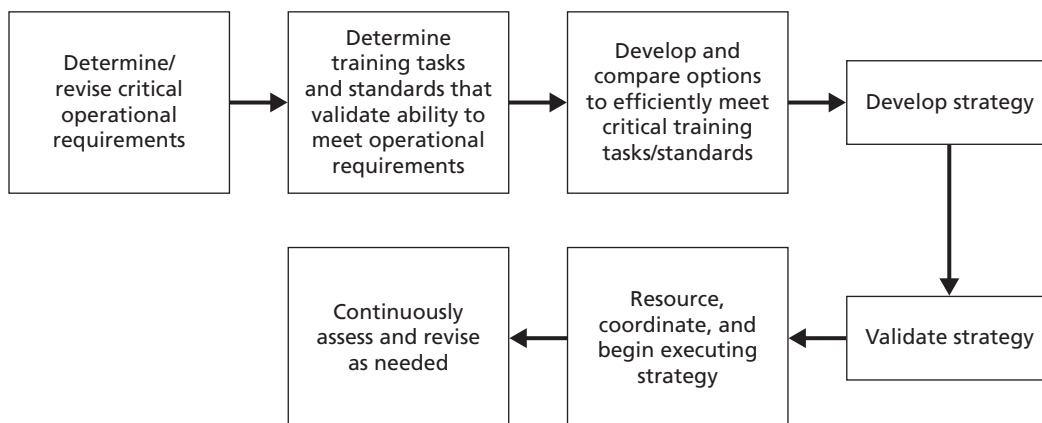 Determine/
revise critical
operational
requirements
Determine
training tasks
and standards that
validate ability to
meet operational
requirements
Develop and
compare options
to efficiently meet
critical training
tasks/standards
Develop strategy
Validate strategy
Resource,
coordinate, and
begin executing
strategy
Continuously
assess and revise
as needed